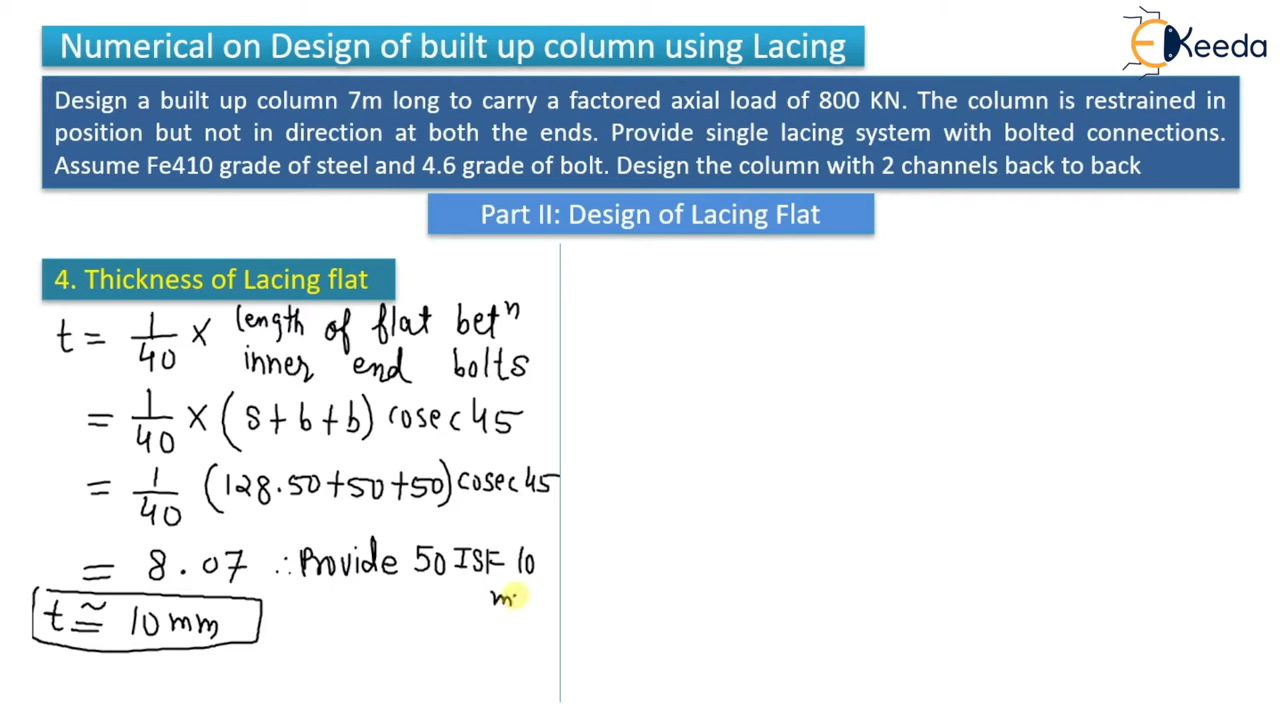 Numerical on Design of built up column using Lacing
EKeeda
Design a built up column 7m long to carry a factored axial load of 800 KN. The column is restrained in
position but not in direction at both the ends. Provide single lacing system with bolted connections.
Assume Fe410 grade of steel and 4.6 grade of bolt. Design the column with 2 channels back to back
Part II: Design of Lacing Flat
4. Thickness of Lacing flat
t = 1/40 × length of flat betⁿ
inner end bolts
= 1/40 × (s + b + b) cosec 45
= 1/40 (128.50+50+50) cosec 45
= 8.07 ∴ Provide 50 ISF 10
m
t ≅ 10 mm